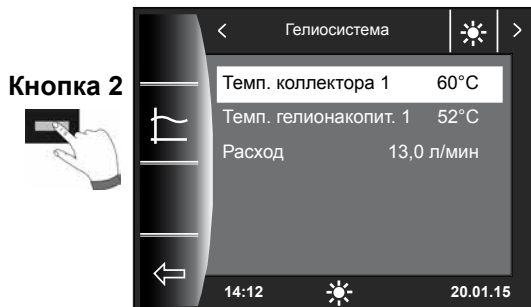 Гелиосистема
Кнопка 2
Темп. коллектора 1 60°C
Темп. гелионакопит. 1 52°C
Расход 13,0 л/мин
14:12 20.01.15